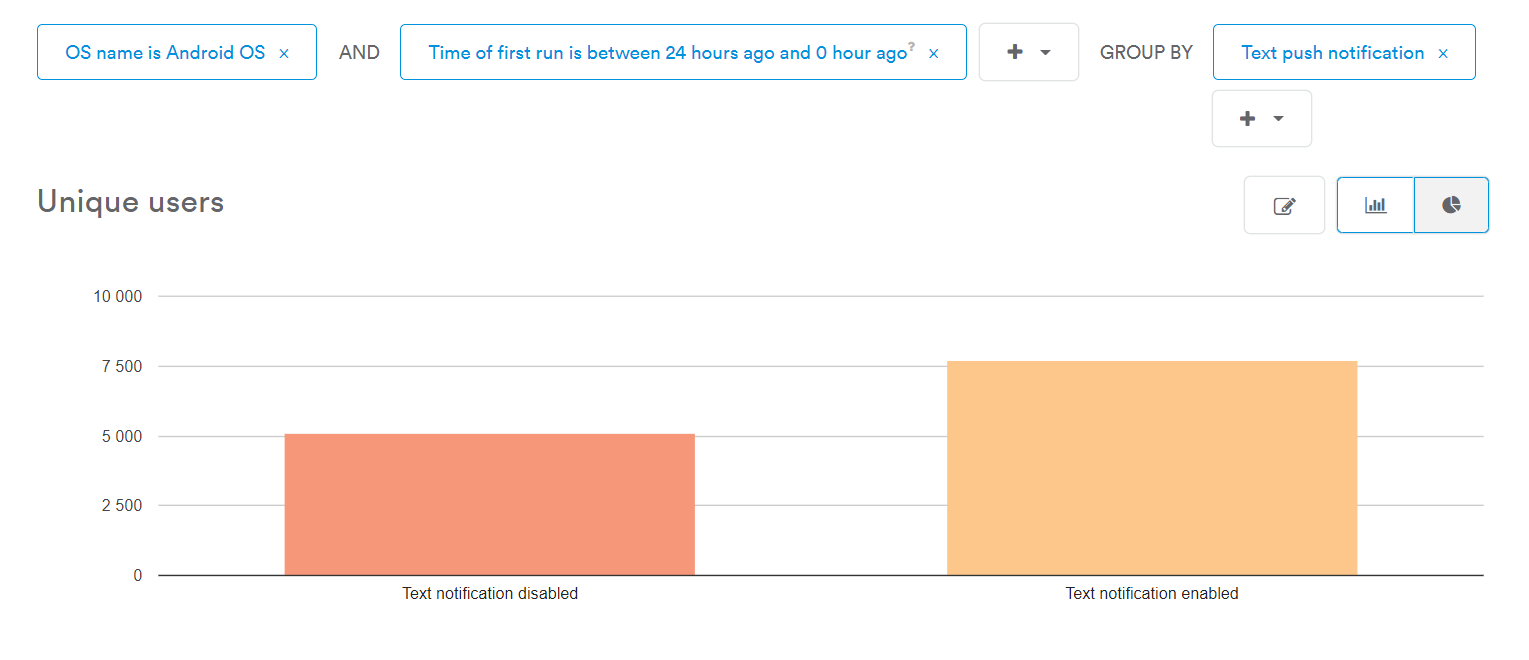 OS name is Android OS × AND Time of first run is between 24 hours ago and 0 hour ago? × GROUP BY Text push notification ×
Unique users
10 000
7 500
5 000
2 500
0
Text notification disabled Text notification enabled